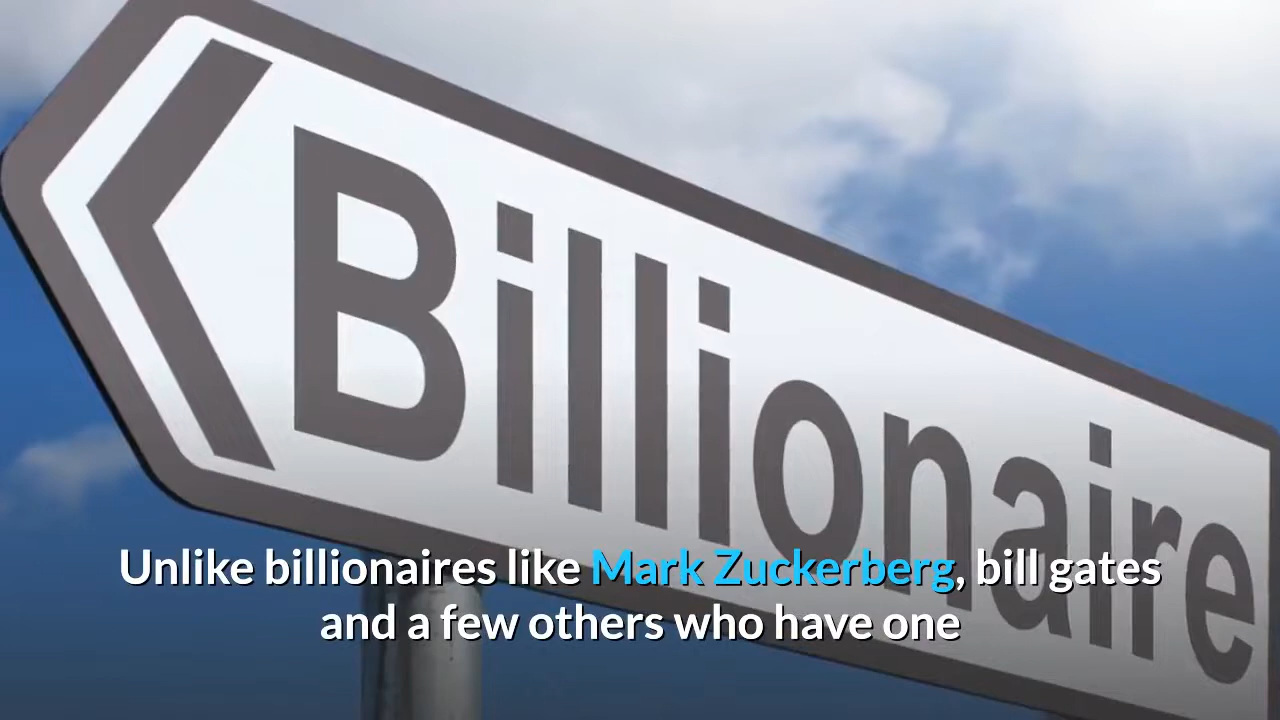 Billionaire
Unlike billionaires like Mark Zuckerberg, bill gates
and a few others who have one